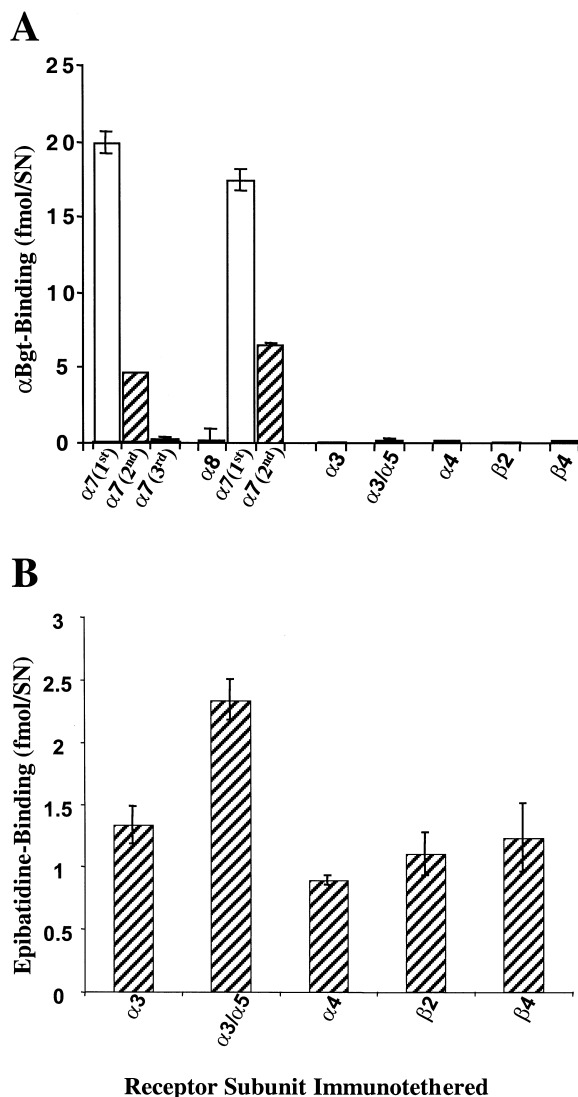 A
αBgt-Binding (fmol/SN)
25
20
15
10
5
0
α7(1st)
α7(2nd)
α7(3rd)
α8
α7(1st)
α7(2nd)
α3
α3/α5
α4
β2
β4
B
Epibatidine-Binding (fmol/SN)
3
2.5
2
1.5
1
0.5
0
α3
α3/α5
α4
β2
β4
Receptor Subunit Immunotethered